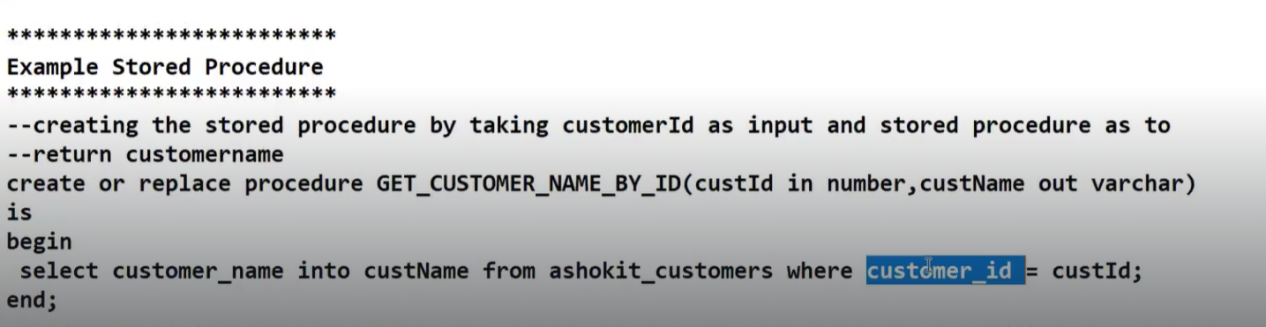 *************************
Example Stored Procedure
*************************
--creating the stored procedure by taking customerId as input and stored procedure as to
--return customername
create or replace procedure GET_CUSTOMER_NAME_BY_ID(custId in number,custName out varchar)
is
begin
 select customer_name into custName from ashokit_customers where customer_id = custId;
end;